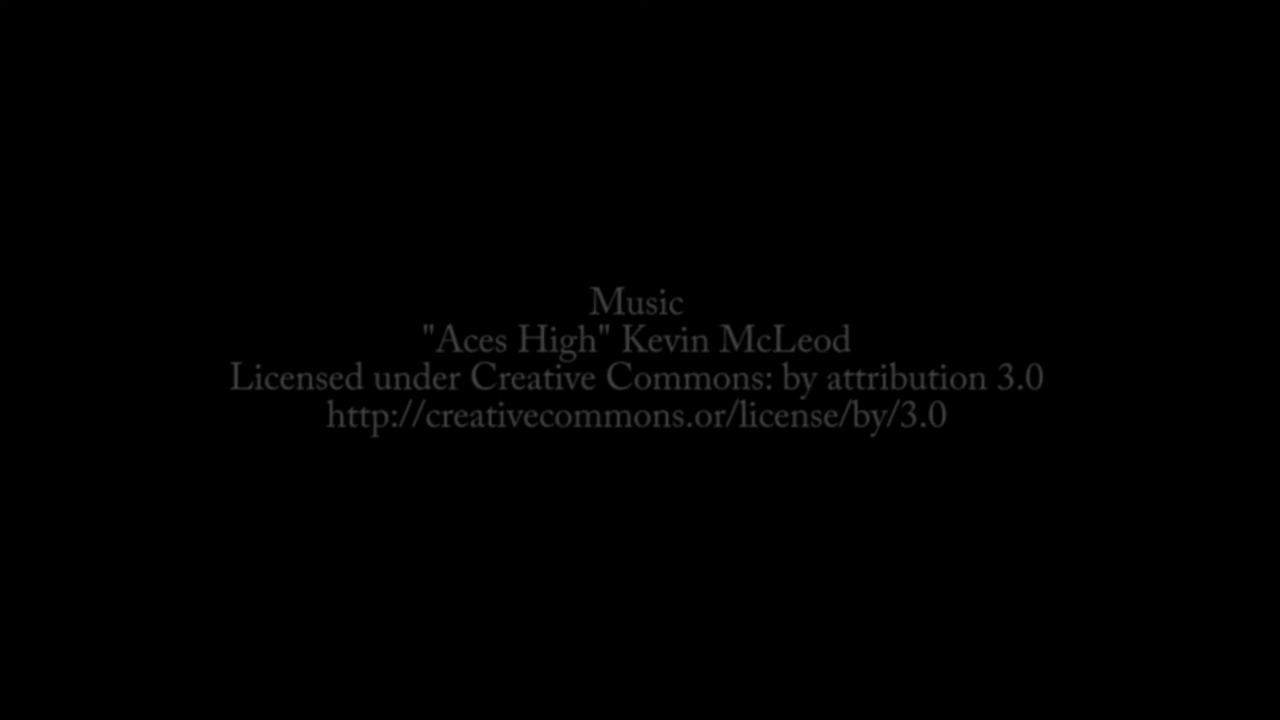 Music
"Aces High" Kevin McLeod
Licensed under Creative Commons: by attribution 3.0
http://creativecommons.or/license/by/3.0